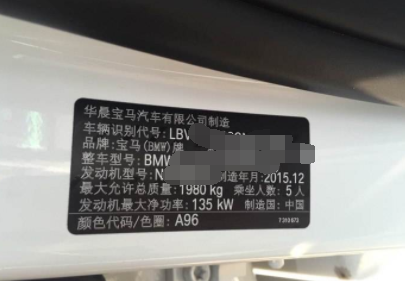 华晨宝马汽车有限公司制造
车辆识别代号: LBV
品牌: 宝马(BMW)牌
整车型号: BMW
发动机型号: N 制造年月: 2015.12
最大允许总质量: 1980 kg 乘坐人数: 5人
发动机最大净功率: 135 kW 制造国: 中国
颜色代码/色圈: A96